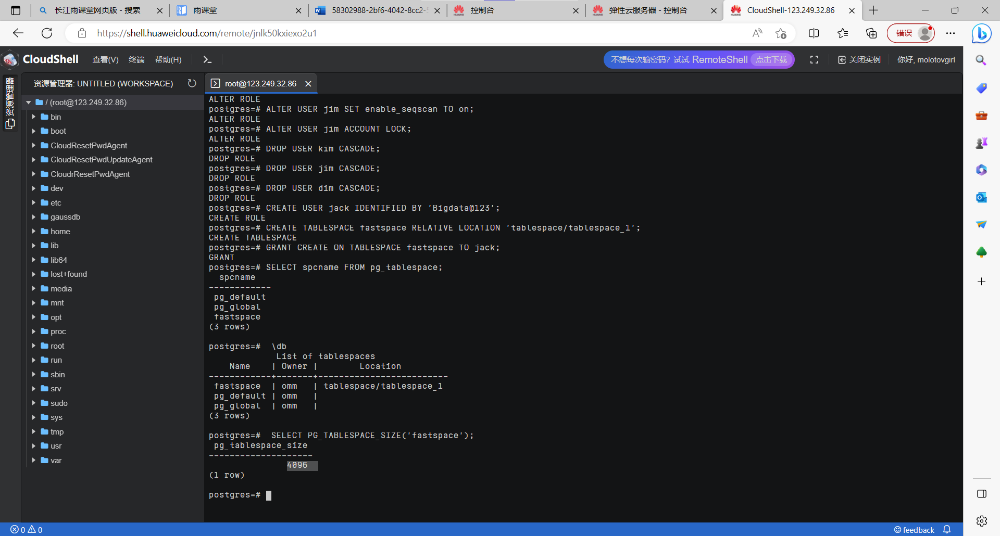 长江雨课堂网页版 - 搜索
雨课堂
58302988-2bf6-4042-8cc2-
控制台
弹性云服务器 - 控制台
CloudShell-123.249.32.86
https://shell.huaweicloud.com/remote/jnlk50kxiexo2u1
错误
CloudShell
查看(V)
终端
帮助(H)
不想每次输密码? 试试 RemoteShell
点击下载
关闭实例
你好, molotovgirl
资源管理器
资源管理器: UNTITLED (WORKSPACE)
/ (root@123.249.32.86)
bin
boot
CloudResetPwdAgent
CloudResetPwdUpdateAgent
CloudrResetPwdAgent
dev
etc
gaussdb
home
lib
lib64
lost+found
media
mnt
opt
proc
root
run
sbin
srv
sudo
sys
tmp
usr
var
root@123.249.32.86
ALTER ROLE
postgres=# ALTER USER jim SET enable_seqscan TO on;
ALTER ROLE
postgres=# ALTER USER jim ACCOUNT LOCK;
ALTER ROLE
postgres=# DROP USER kim CASCADE;
DROP ROLE
postgres=# DROP USER jim CASCADE;
DROP ROLE
postgres=# DROP USER dim CASCADE;
DROP ROLE
postgres=# CREATE USER jack IDENTIFIED BY 'Bigdata@123';
CREATE ROLE
postgres=# CREATE TABLESPACE fastspace RELATIVE LOCATION 'tablespace/tablespace_1';
CREATE TABLESPACE
postgres=# GRANT CREATE ON TABLESPACE fastspace TO jack;
GRANT
postgres=# SELECT spcname FROM pg_tablespace;
spcname
------------
pg_default
pg_global
fastspace
(3 rows)
postgres=#  \db
List of tablespaces
Name    | Owner |        Location
------------+-------+-------------------------
fastspace  | omm   | tablespace/tablespace_1
pg_default | omm   |
pg_global  | omm   |
(3 rows)
postgres=#  SELECT PG_TABLESPACE_SIZE('fastspace');
pg_tablespace_size
--------------------
4096
(1 row)
postgres=#
0 0
feedback